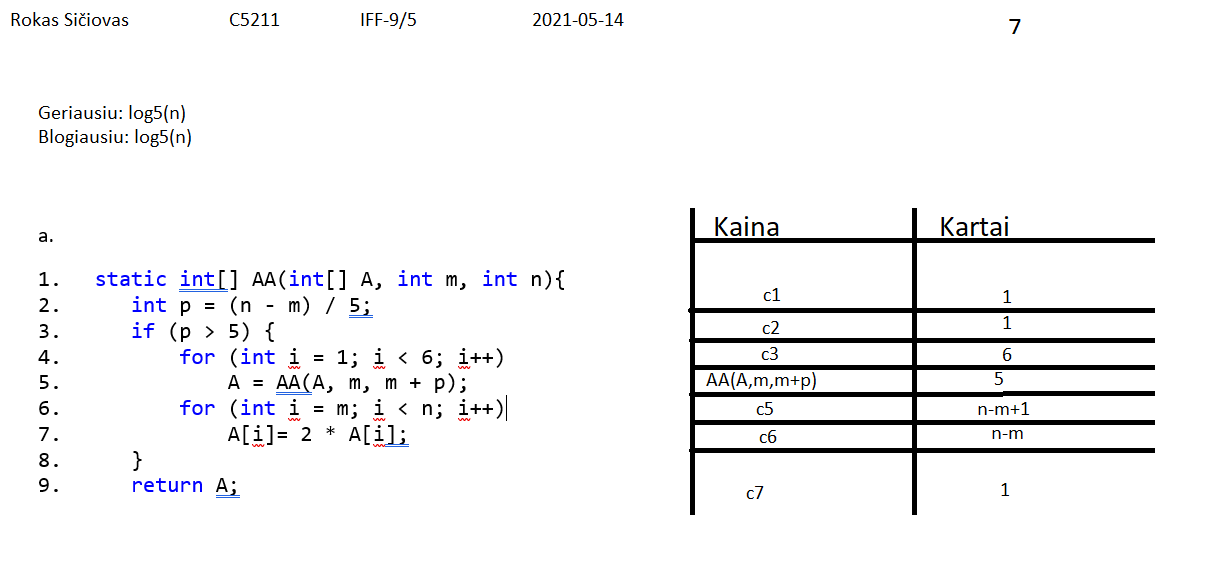 Rokas Sičiovas C5211 IFF-9/5 2021-05-14 7
Geriausiu: log5(n)
Blogiausiu: log5(n)
a.
1. static int[] AA(int[] A, int m, int n){
2. int p = (n - m) / 5;
3. if (p > 5) {
4. for (int i = 1; i < 6; i++)
5. A = AA(A, m, m + p);
6. for (int i = m; i < n; i++)
7. A[i]= 2 * A[i];
8. }
9. return A;
Kaina Kartai
c1 1
c2 1
c3 6
AA(A,m,m+p) 5
c5 n-m+1
c6 n-m
c7 1